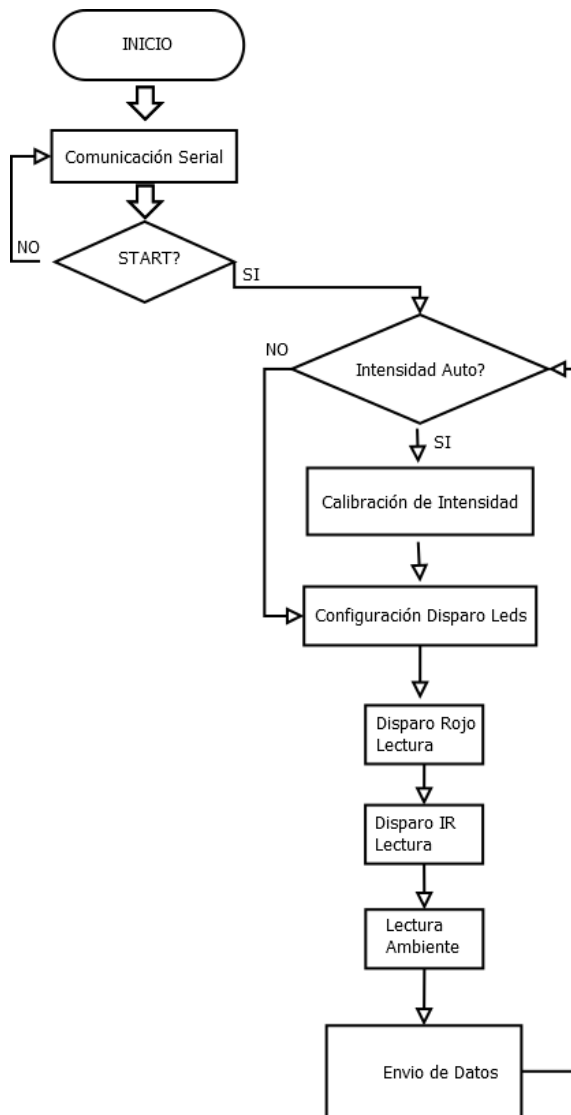 INICIO
Comunicación Serial
NO
START?
SI
NO
Intensidad Auto?
SI
Calibración de Intensidad
Configuración Disparo Leds
Disparo Rojo
Lectura
Disparo IR
Lectura
Lectura
Ambiente
Envio de Datos